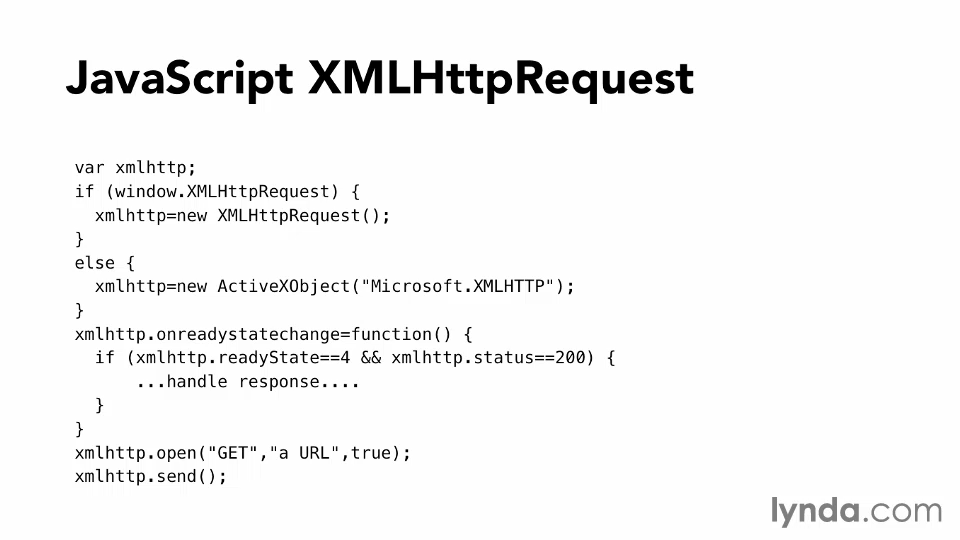 JavaScript XMLHttpRequest
var xmlhttp;
if (window.XMLHttpRequest) {
  xmlhttp=new XMLHttpRequest();
}
else {
  xmlhttp=new ActiveXObject("Microsoft.XMLHTTP");
}
xmlhttp.onreadystatechange=function() {
  if (xmlhttp.readyState==4 && xmlhttp.status==200) {
      ...handle response....
  }
}
xmlhttp.open("GET","a URL",true);
xmlhttp.send();
lynda.com